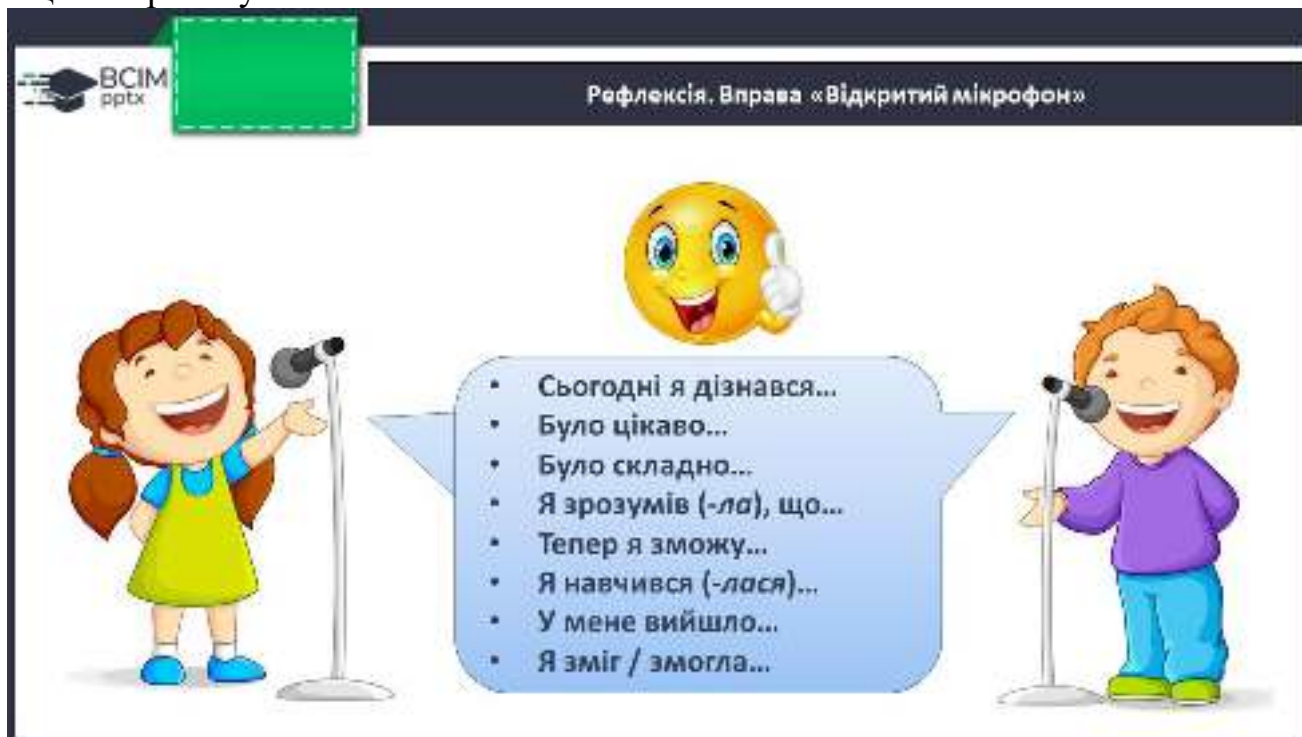 ВСІМ
pptx
Рефлексія. Вправа «Відкритий мікрофон»
• Сьогодні я дізнався...
• Було цікаво...
• Було складно...
• Я зрозумів (-ла), що...
• Тепер я зможу...
• Я навчився (-лася)...
• У мене вийшло...
• Я зміг / змогла...